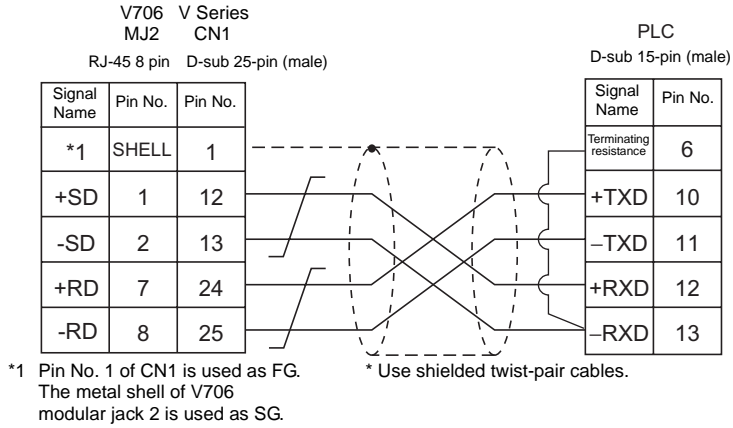 V706 V Series
MJ2 CN1
RJ-45 8 pin D-sub 25-pin (male)
PLC
D-sub 15-pin (male)
Signal Name Pin No. Pin No.
*1 SHELL 1
+SD 1 12
-SD 2 13
+RD 7 24
-RD 8 25
Signal Name Pin No.
Terminating resistance 6
+TXD 10
–TXD 11
+RXD 12
–RXD 13
*1 Pin No. 1 of CN1 is used as FG.
The metal shell of V706
modular jack 2 is used as SG.
* Use shielded twist-pair cables.